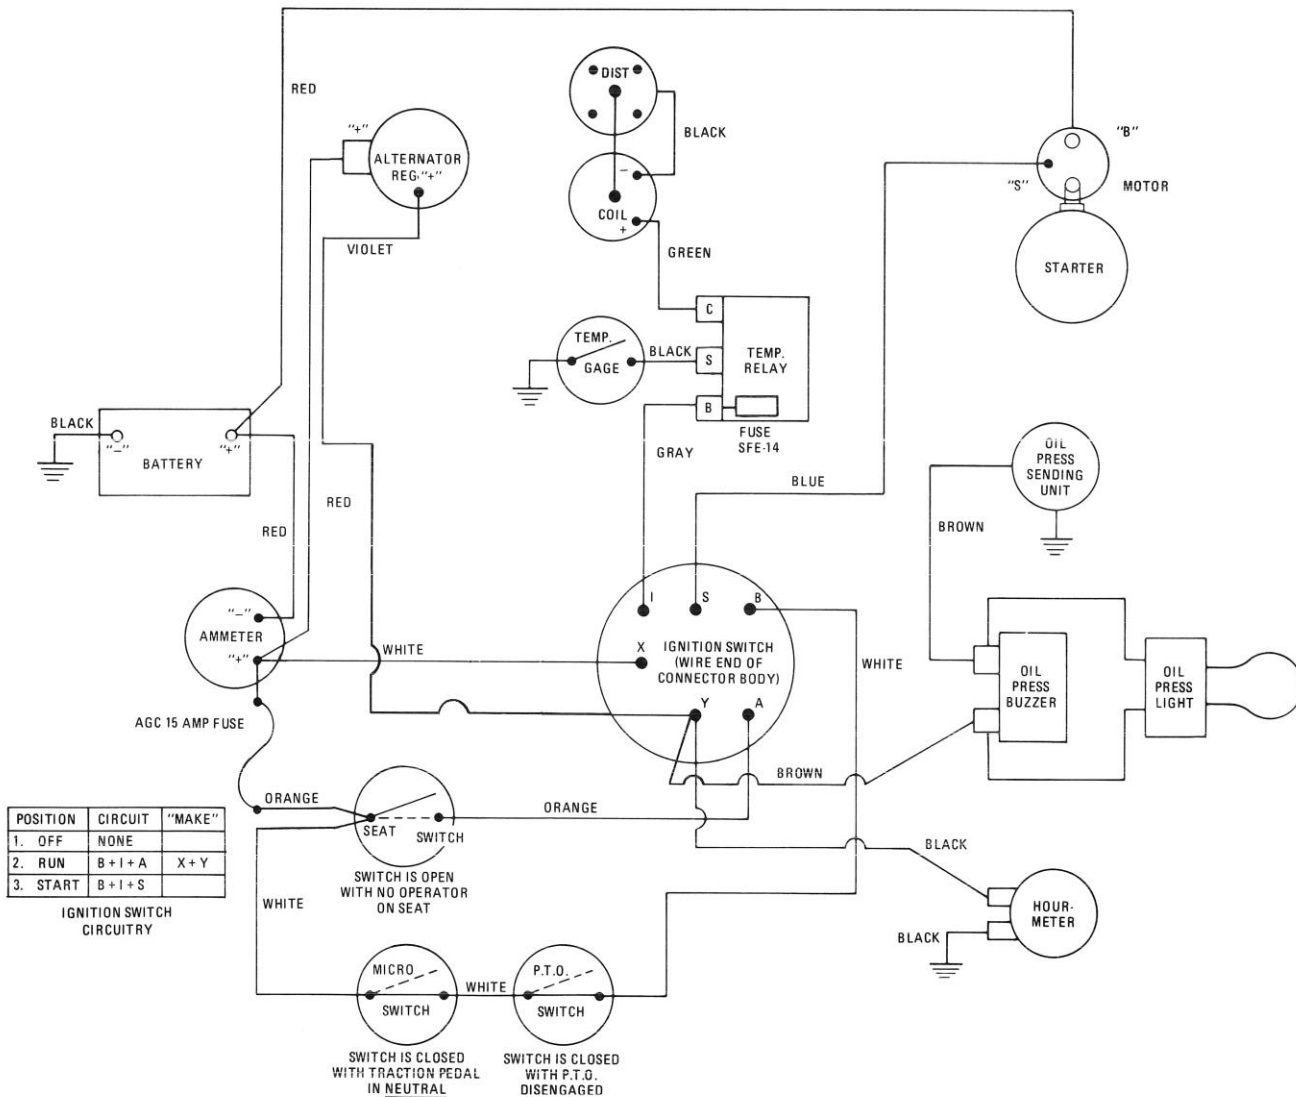 RED
"+"
ALTERNATOR
REG. "+"
VIOLET
DIST
BLACK
−
COIL
+
GREEN
"B"
"S"
MOTOR
STARTER
C
TEMP.
GAGE
BLACK
S
TEMP.
RELAY
B
FUSE
SFE-14
GRAY
BLACK
"−"
"+"
BATTERY
RED
RED
BLUE
OIL
PRESS
SENDING
UNIT
BROWN
"−"
AMMETER
"+"
WHITE
I
S
B
X
IGNITION SWITCH
(WIRE END OF
CONNECTOR BODY)
Y
A
WHITE
OIL
PRESS
BUZZER
OIL
PRESS
LIGHT
AGC 15 AMP FUSE
BROWN
ORANGE
SEAT
SWITCH
ORANGE
SWITCH IS OPEN
WITH NO OPERATOR
ON SEAT
BLACK
HOUR-
METER
BLACK
POSITION CIRCUIT "MAKE"
1. OFF NONE
2. RUN B+I+A X+Y
3. START B+I+S
IGNITION SWITCH
CIRCUITRY
WHITE
MICRO
SWITCH
WHITE
P.T.O.
SWITCH
SWITCH IS CLOSED
WITH TRACTION PEDAL
IN NEUTRAL
SWITCH IS CLOSED
WITH P.T.O.
DISENGAGED